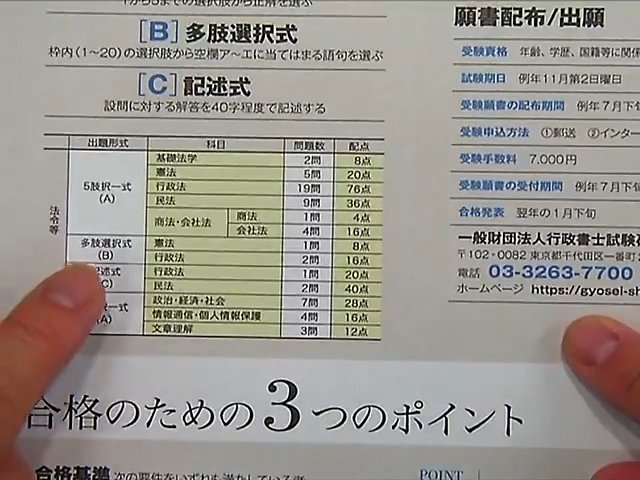 [B]多肢選択式
枠内(1〜20)の選択肢から空欄ア〜エに当てはまる語句を選ぶ
[C]記述式
設問に対する解答を40字程度で記述する
出題形式 科目 問題数 配点
法令等
5肢択一式(A)
基礎法学 2問 8点
憲法 5問 20点
行政法 19問 76点
民法 9問 36点
商法・会社法 商法 1問 4点
会社法 4問 16点
多肢選択式(B)
憲法 1問 8点
行政法 2問 16点
行政法 1問 20点
民法 2問 40点
政治・経済・社会 7問 28点
情報通信・個人情報保護 4問 16点
文章理解 3問 12点
願書配布/出願
受験資格 年齢、学歴、国籍等に関
試験期日 例年11月第2日曜日
受験願書の配布期間 例年7月下
受験申込方法 ①郵送 ②インター
受験手数料 7,000円
受験願書の受付期間 例年7月下
合格発表 翌年の1月下旬
一般財団法人行政書士試験
〒102-0082 東京都千代田区一番町
電話 03-3263-7700
ホームページ https://gyosei-sh
合格のための3つのポイント
合格基準 次の要件をいずれも満たしている
POINT